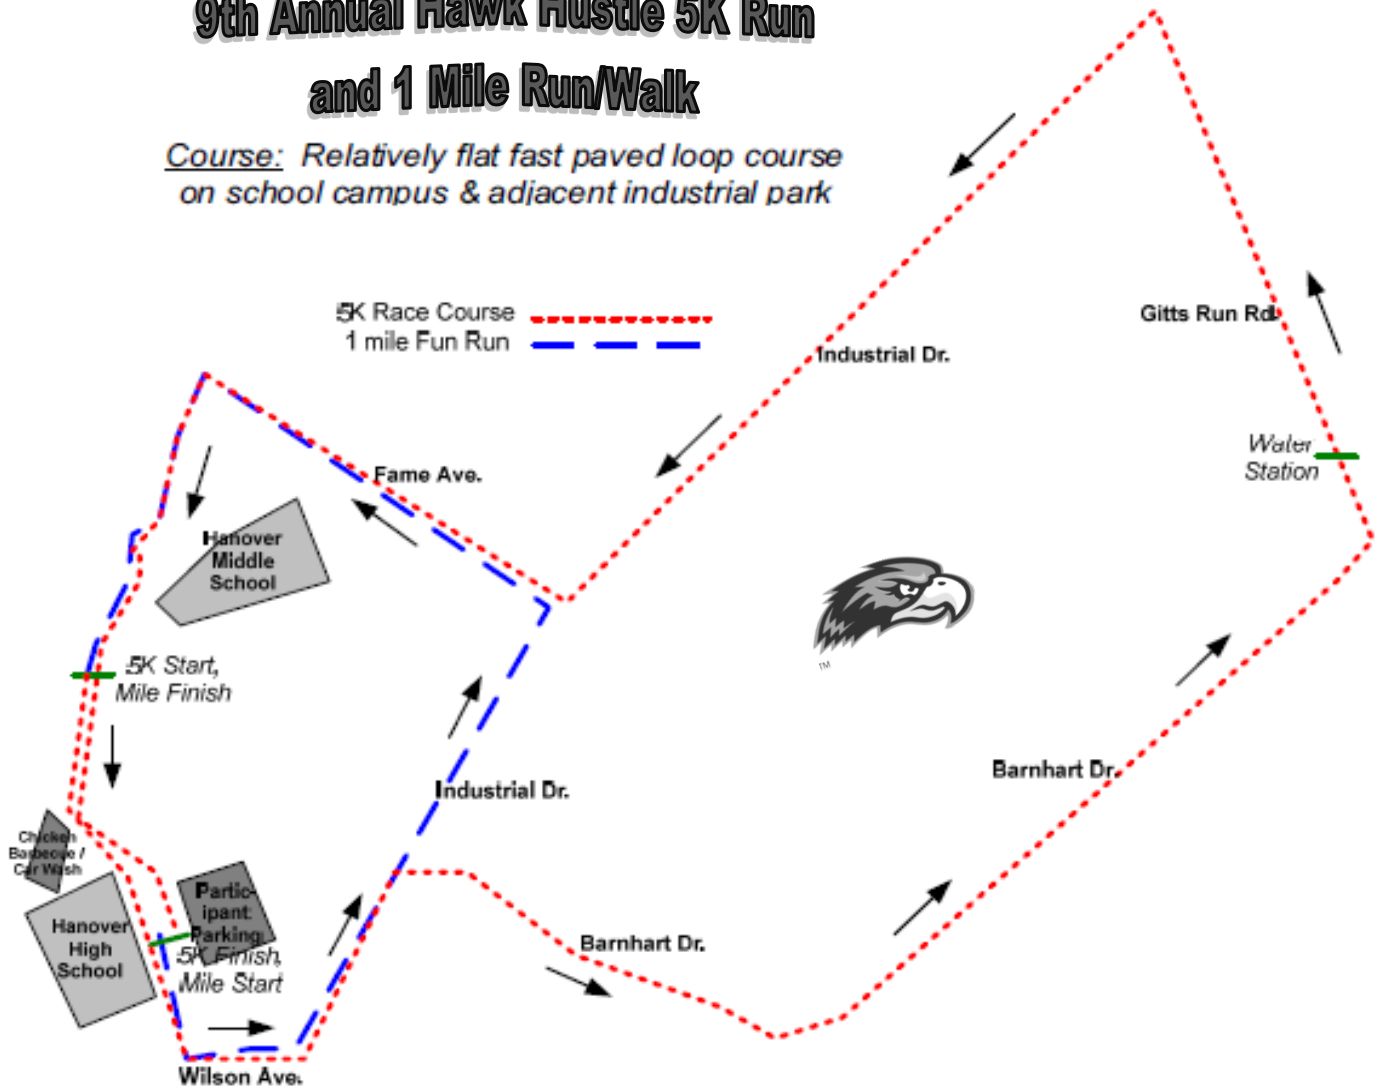 9th Annual Hawk Hustle 5K Run
and 1 Mile Run/Walk
Course: Relatively flat fast paved loop course
on school campus & adjacent industrial park
5K Race Course
1 mile Fun Run
Gitts Run Rd.
Industrial Dr.
Water
Station
Fame Ave.
Hanover
Middle
School
5K Start,
Mile Finish
TM
Barnhart Dr.
Industrial Dr.
Chicken
Barbecue /
Car Wash
Partic-
ipant
Parking
Hanover
High
School
5K Finish,
Mile Start
Barnhart Dr.
Wilson Ave.